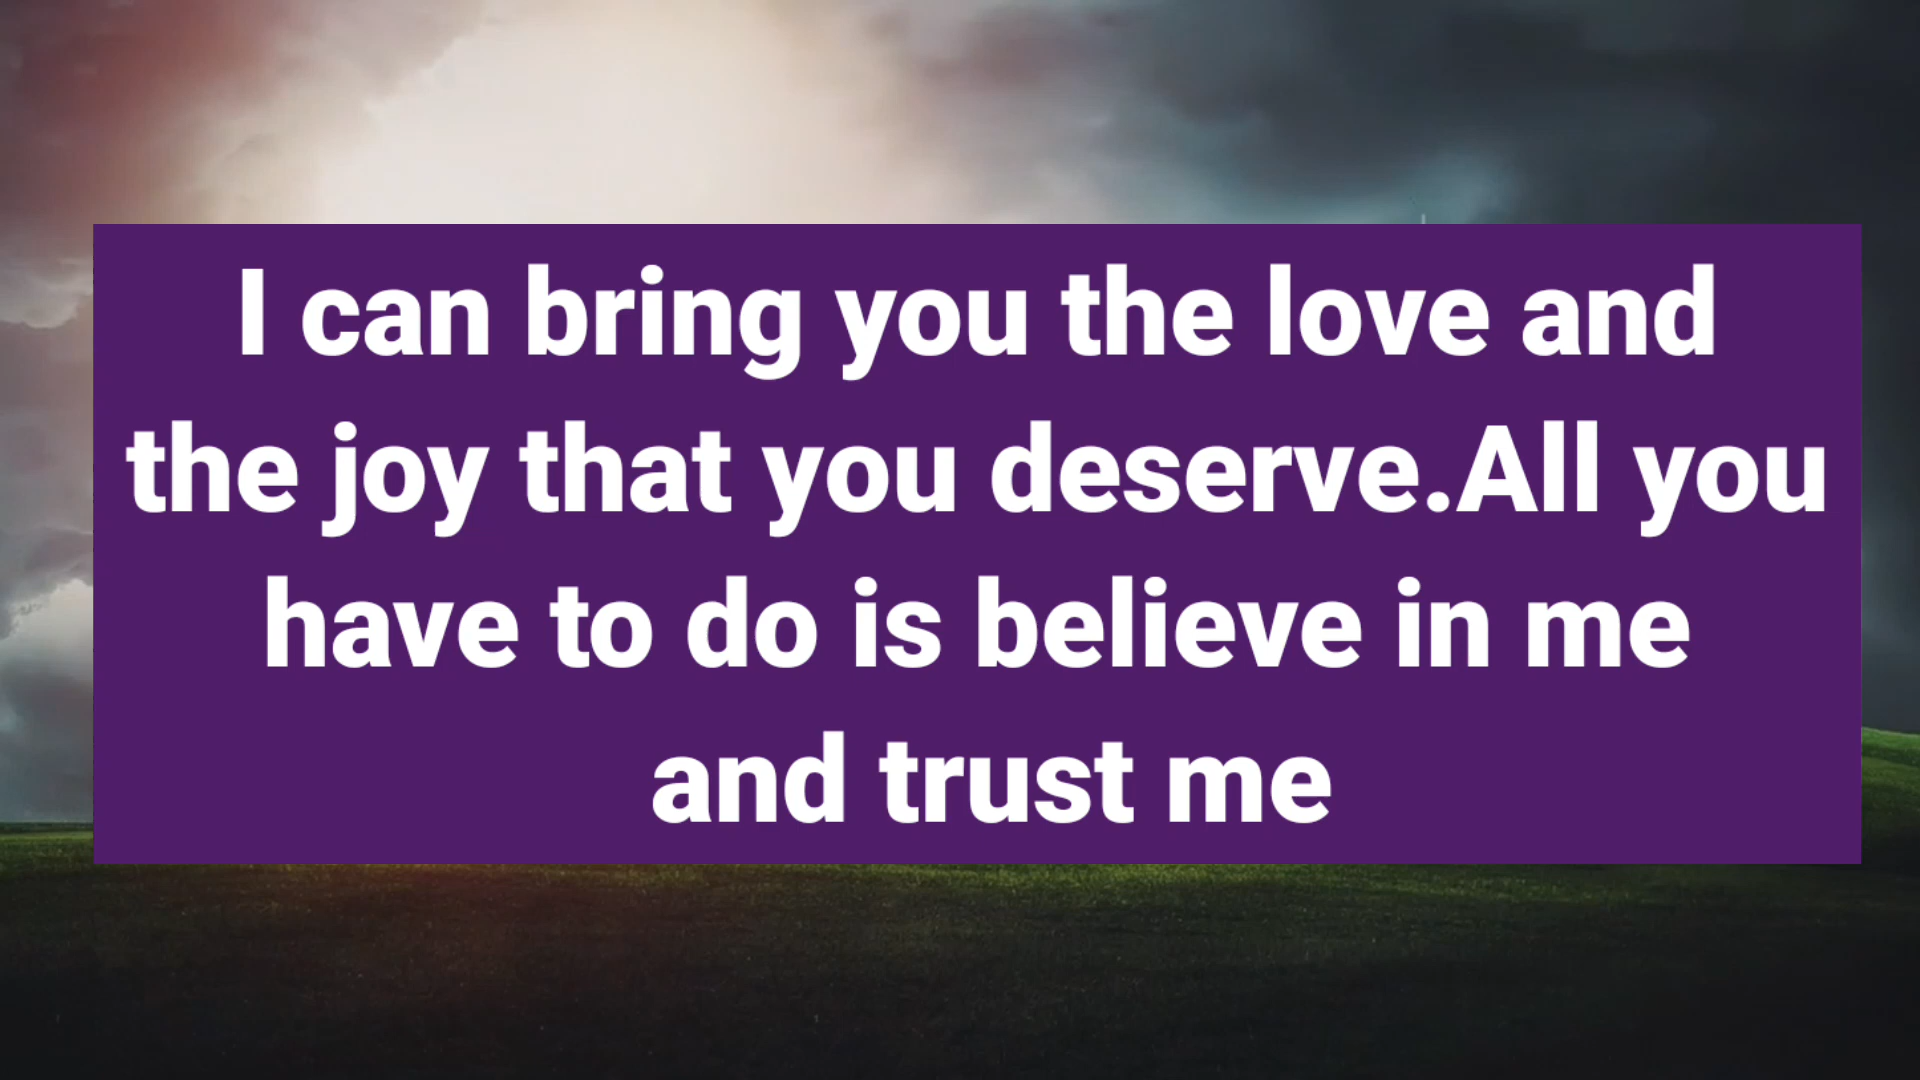 I can bring you the love and
the joy that you deserve.All you
have to do is believe in me
and trust me